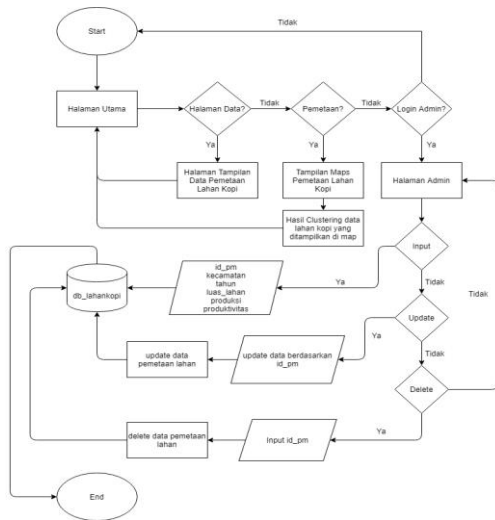 Start
Tidak
Halaman Utama
Halaman Data?
Tidak
Pemetaan?
Tidak
Login Admin?
Ya
Ya
Ya
Halaman Tampilan
Data Pemetaan
Lahan Kopi
Tampilan Maps
Pemetaan Lahan
Kopi
Halaman Admin
Hasil Clustering data
lahan kopi yang
ditampilkan di map
Input
id_pm
kecamatan
tahun
luas_lahan
produksi
produktivitas
Ya
Tidak
Tidak
db_lahankopi
Update
Ya
update data
pemetaan lahan
update data berdasarkan
id_pm
Tidak
Delete
Ya
delete data pemetaan
lahan
Input id_pm
End